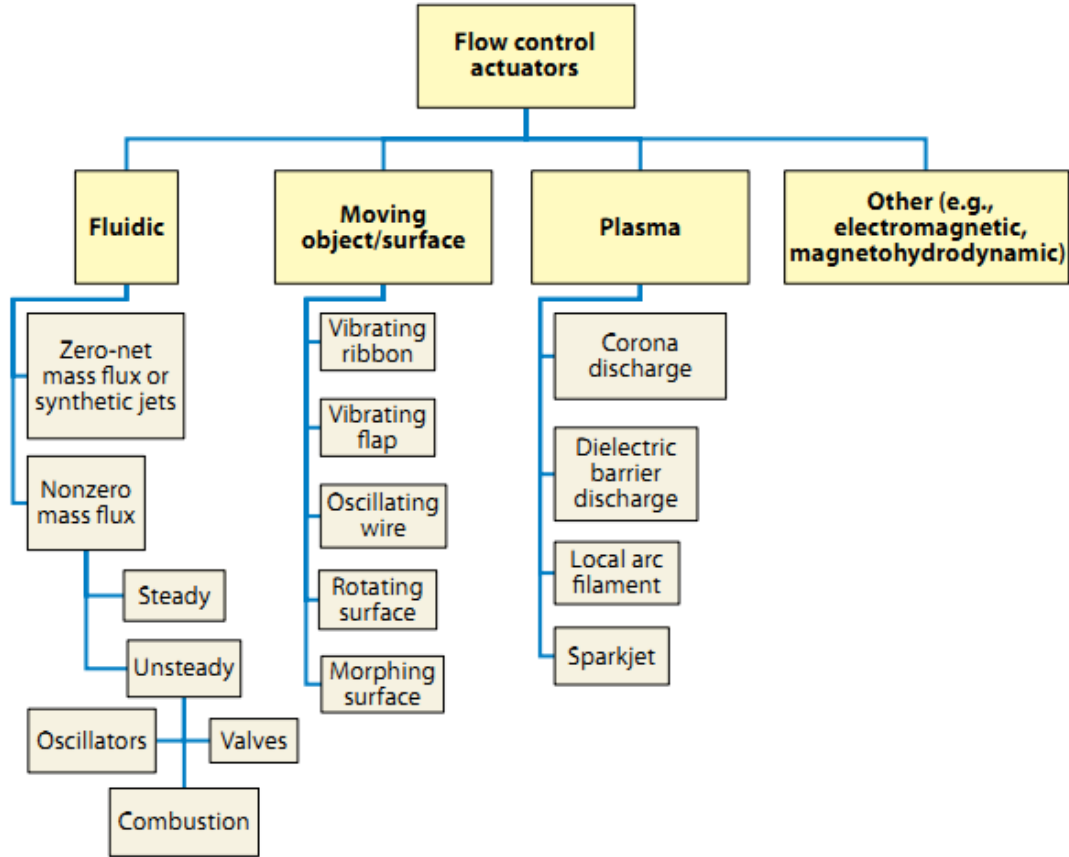 Flow control
actuators
Fluidic
Moving
object/surface
Plasma
Other (e.g.,
electromagnetic,
magnetohydrodynamic)
Zero-net
mass flux or
synthetic jets
Nonzero
mass flux
Steady
Unsteady
Oscillators
Valves
Combustion
Vibrating
ribbon
Vibrating
flap
Oscillating
wire
Rotating
surface
Morphing
surface
Corona
discharge
Dielectric
barrier
discharge
Local arc
filament
Sparkjet